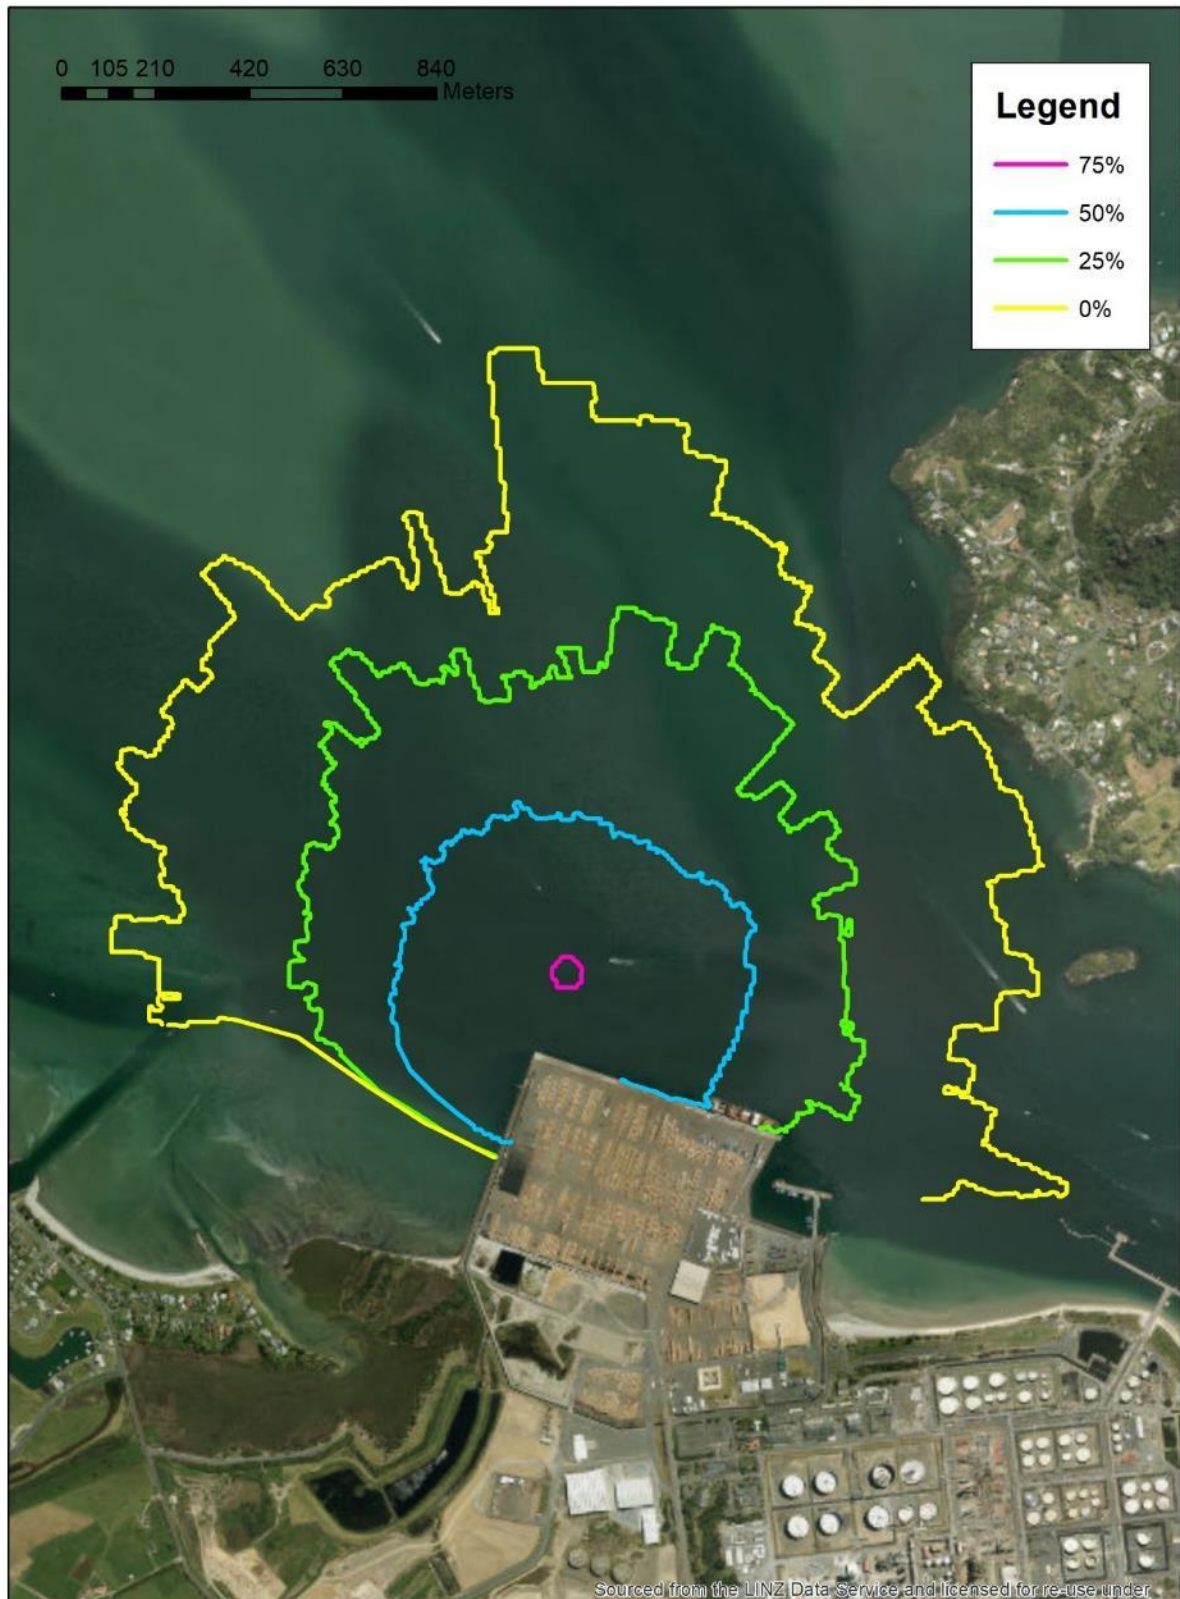 0 105 210 420 630 840
Meters
Legend
75%
50%
25%
0%
Sourced from the LINZ Data Service and licensed for re-use under